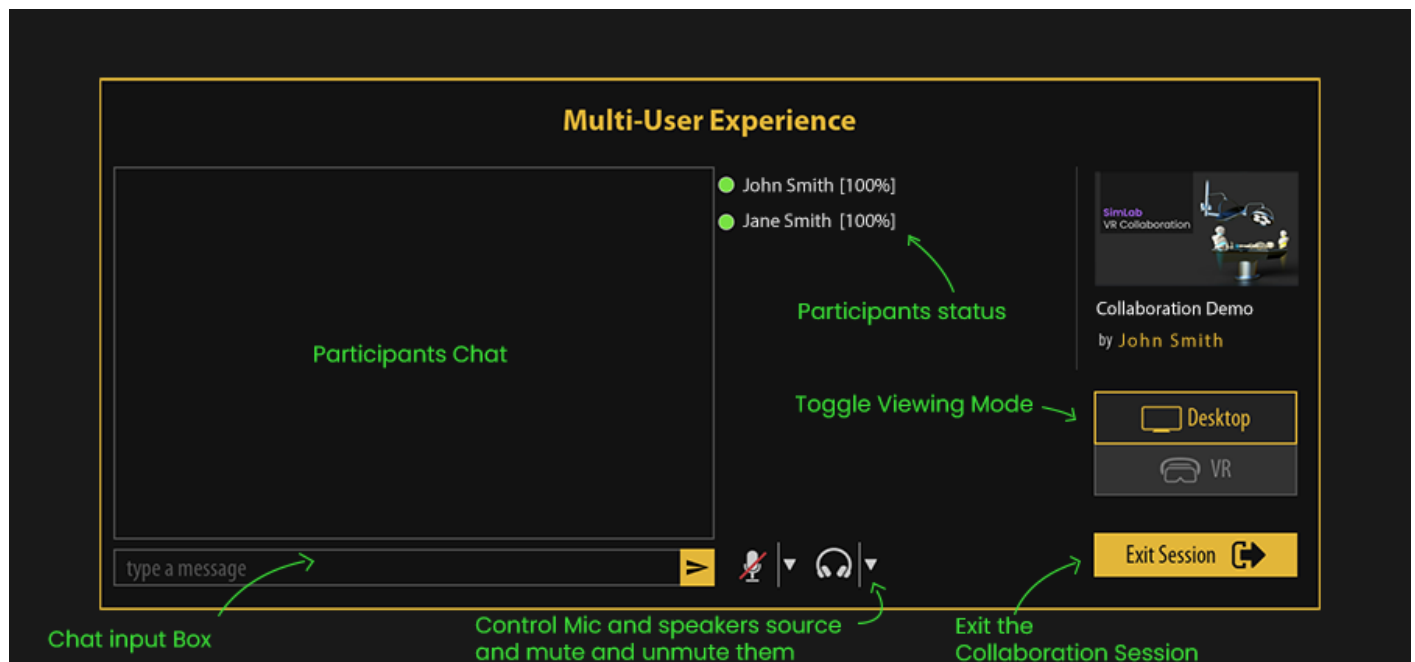 Multi-User Experience
John Smith [100%]
Jane Smith [100%]
SimLab
VR Collaboration
Participants status
Collaboration Demo
by John Smith
Participants Chat
Toggle Viewing Mode
Desktop
VR
Exit Session
type a message
Chat input Box
Control Mic and speakers source
and mute and unmute them
Exit the
Collaboration Session